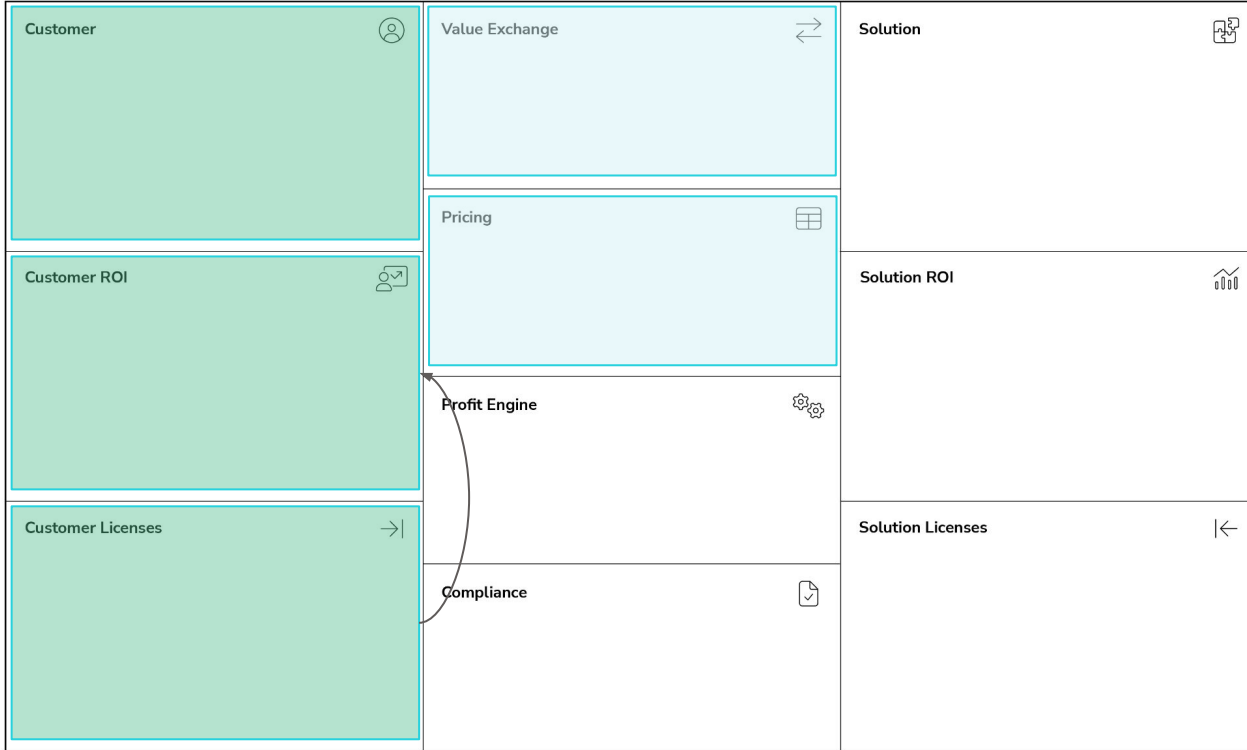 Customer
Customer ROI
Customer Licenses
Value Exchange
Pricing
Profit Engine
Compliance
Solution
Solution ROI
Solution Licenses